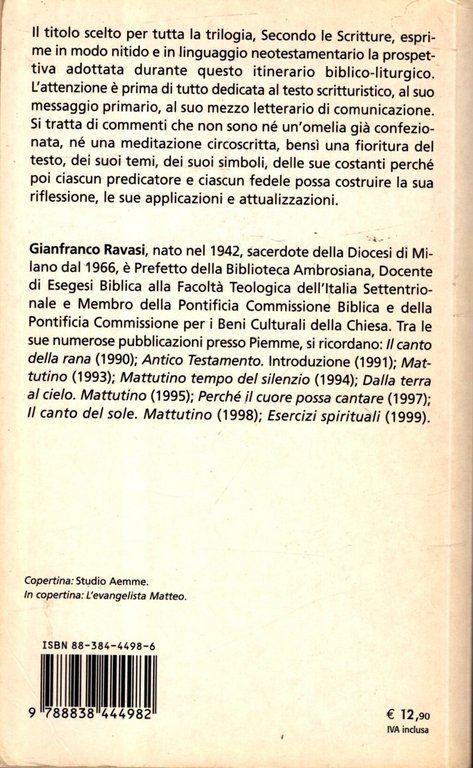 Il titolo scelto per tutta la trilogia, Secondo le Scritture, espri-
me in modo nitido e in linguaggio neotestamentario la prospet-
tiva adottata durante questo itinerario biblico-liturgico.
L'attenzione è prima di tutto dedicata al testo scritturistico, al suo
messaggio primario, al suo mezzo letterario di comunicazione.
Si tratta di commenti che non sono né un'omelia già confezio-
nata, né una meditazione circoscritta, bensì una fioritura del
testo, dei suoi temi, dei suoi simboli, delle sue costanti perché
poi ciascun predicatore e ciascun fedele possa costruire la sua
riflessione, le sue applicazioni e attualizzazioni.
Gianfranco Ravasi, nato nel 1942, sacerdote della Diocesi di Mi-
lano dal 1966, è Prefetto della Biblioteca Ambrosiana, Docente
di Esegesi Biblica alla Facoltà Teologica dell'Italia Settentrio-
nale e Membro della Pontificia Commissione Biblica e della
Pontificia Commissione per i Beni Culturali della Chiesa. Tra le
sue numerose pubblicazioni presso Piemme, si ricordano: Il canto
della rana (1990); Antico Testamento. Introduzione (1991); Mat-
tutino (1993); Mattutino tempo del silenzio (1994); Dalla terra
al cielo. Mattutino (1995); Perché il cuore possa cantare (1997);
Il canto del sole. Mattutino (1998); Esercizi spirituali (1999).
Copertina: Studio Aemme.
In copertina: L'evangelista Matteo.
ISBN 88-384-4498-6
9 788838 444982
€ 12,90
IVA inclusa